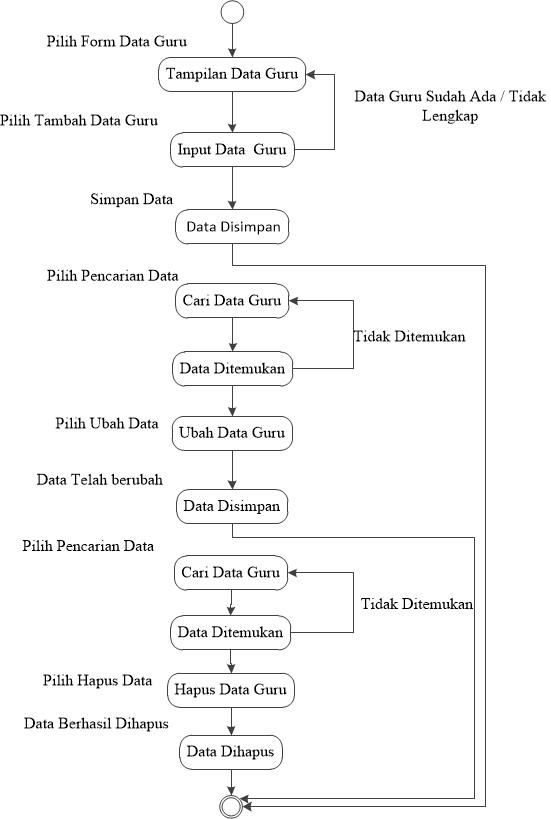 Pilih Form Data Guru
Tampilan Data Guru
Data Guru Sudah Ada / Tidak
Lengkap
Pilih Tambah Data Guru
Input Data Guru
Simpan Data
Data Disimpan
Pilih Pencarian Data
Cari Data Guru
Tidak Ditemukan
Data Ditemukan
Pilih Ubah Data
Ubah Data Guru
Data Telah berubah
Data Disimpan
Pilih Pencarian Data
Cari Data Guru
Tidak Ditemukan
Data Ditemukan
Pilih Hapus Data
Hapus Data Guru
Data Berhasil Dihapus
Data Dihapus